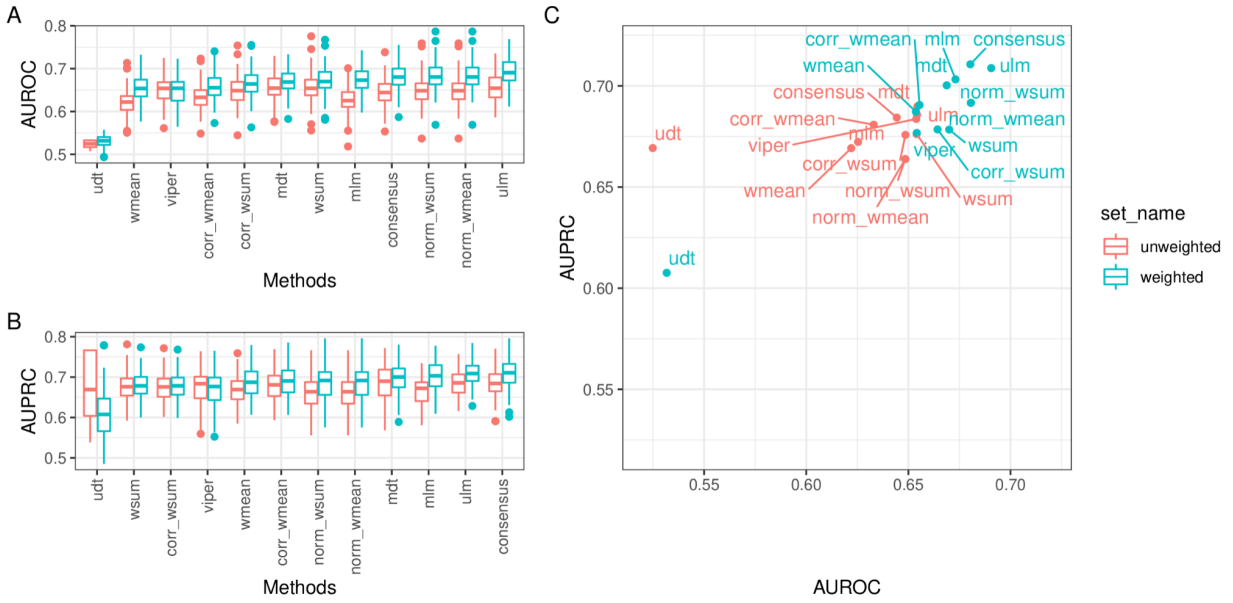 A
AUROC
0.8
0.7
0.6
0.5
udt
wmean
viper
corr_wmean
corr_wsum
mdt
wsum
mlm
consensus
norm_wsum
norm_wmean
ulm
Methods
B
AUPRC
0.8
0.7
0.6
0.5
udt
wsum
corr_wsum
viper
wmean
corr_wmean
norm_wsum
norm_wmean
mdt
mlm
ulm
consensus
Methods
C
AUPRC
0.70
0.65
0.60
0.55
corr_wmean mlm consensus
wmean mdt ulm
consensus mdt norm_wsum
corr_wmean ulm norm_wmean
udt mlm
viper viper wsum
corr_wsum corr_wsum
wmean norm_wsum wsum
norm_wmean
udt
0.55 0.60 0.65 0.70
AUROC
set_name
unweighted
weighted